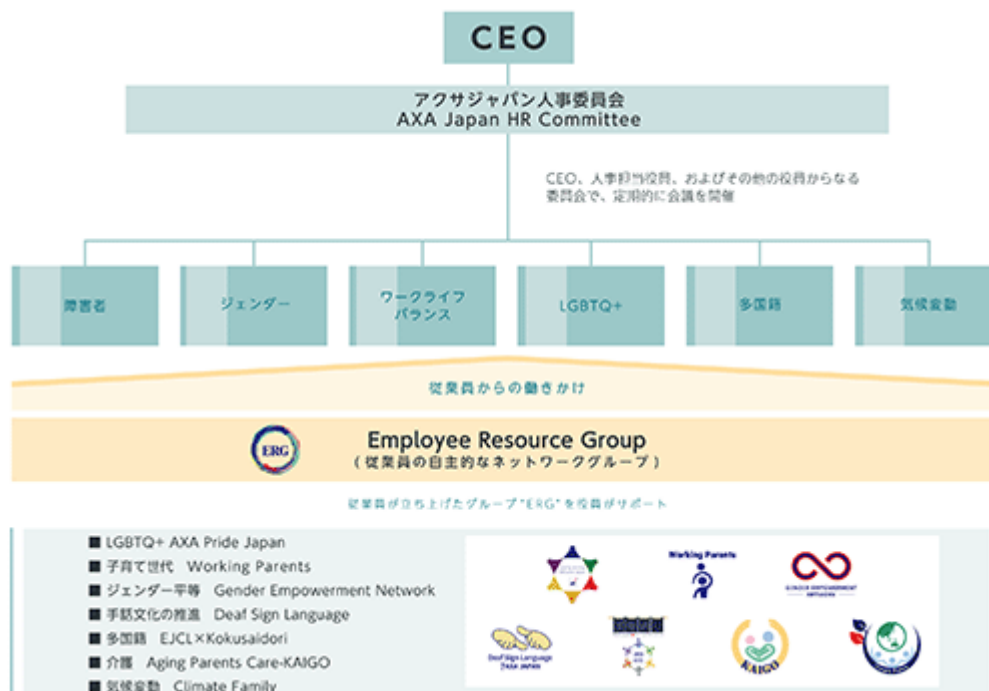 CEO
アクサジャパン人事委員会
AXA Japan HR Committee
CEO、人事担当役員、およびその他の役員からなる
委員会で、定期的に会議を開催
障害者
ジェンダー
ワークライフ
バランス
LGBTQ+
多国籍
気候変動
従業員からの働きかけ
ERG
Employee Resource Group
(従業員の自主的なネットワークグループ)
従業員が立ち上げたグループ"ERG"を役員がサポート
■ LGBTQ+ AXA Pride Japan
■ 子育て世代 Working Parents
■ ジェンダー平等 Gender Empowerment Network
■ 手話文化の推進 Deaf Sign Language
■ 多国籍 EJCL×Kokusaidori
■ 介護 Aging Parents Care-KAIGO
■ 気候変動 Climate Family
Working Parents
GENDER EMPOWERMENT
NETWORK
Deaf Sign Language
KAIGO